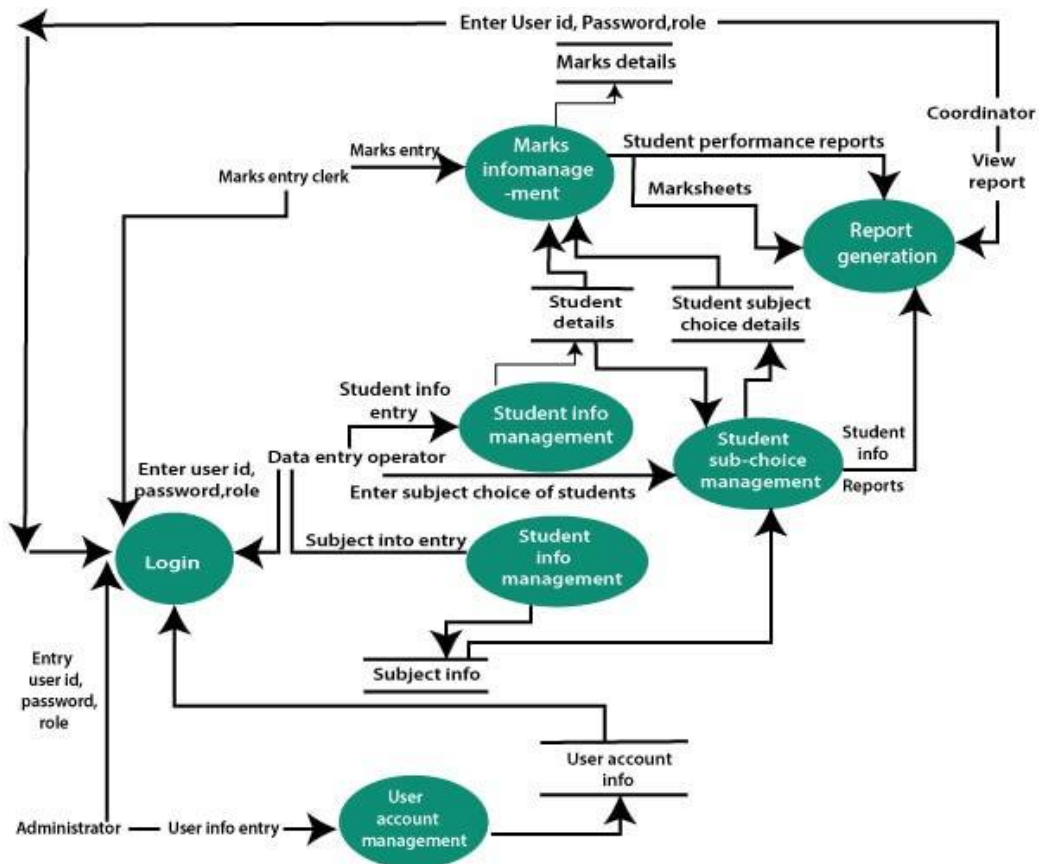 Enter User id, Password,role
Marks details
Coordinator
View
report
Marks entry
Marks entry clerk
Marks
infomanage
-ment
Student performance reports
Marksheets
Report
generation
Student
details
Student subject
choice details
Student info
entry
Student info
management
Student
sub-choice
management
Student
info
Reports
Data entry operator
Enter user id,
password,role
Enter subject choice of students
Login
Subject into entry
Student
info
management
Subject info
Entry
user id,
password,
role
User account
info
Administrator
User info entry
User
account
management